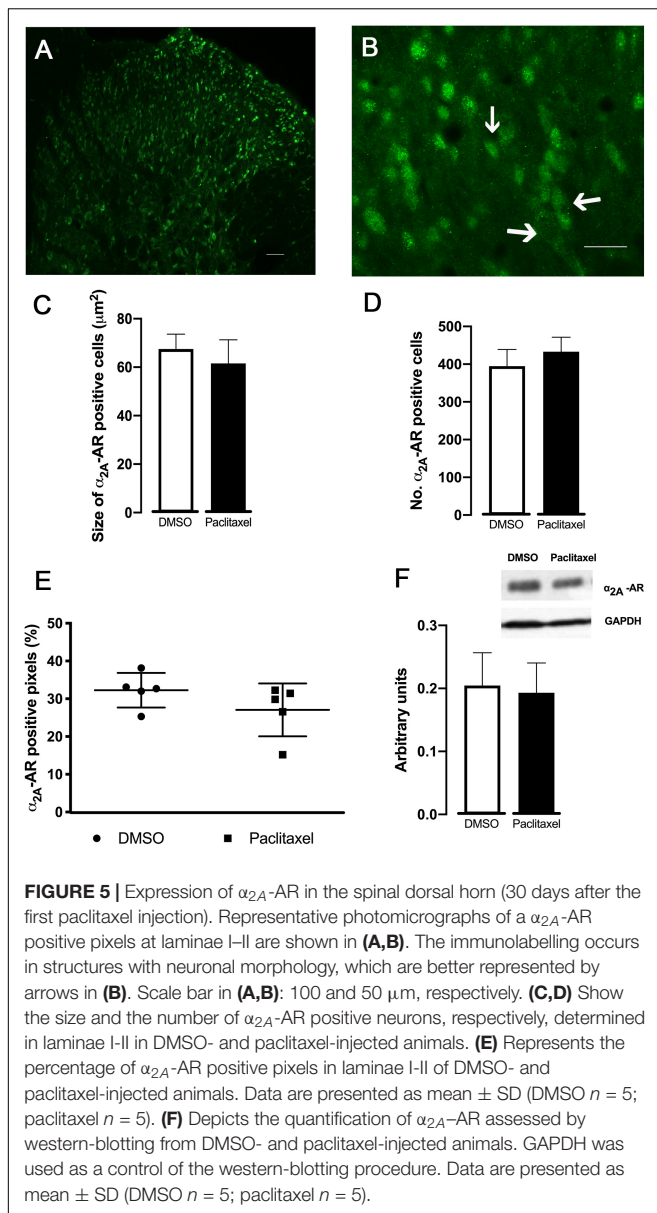 A
B
C
Size of α2A-AR positive cells (μm²)
80
60
40
20
0
DMSO
Paclitaxel
D
No. α2A-AR positive cells
500
400
300
200
100
0
DMSO
Paclitaxel
E
α2A-AR positive pixels (%)
50
40
30
20
10
0
DMSO
Paclitaxel
F
DMSO Paclitaxel
α2A-AR
GAPDH
Arbitrary units
0.3
0.2
0.1
0.0
DMSO
Paclitaxel
FIGURE 5 | Expression of α2A-AR in the spinal dorsal horn (30 days after the
first paclitaxel injection). Representative photomicrographs of a α2A-AR
positive pixels at laminae I–II are shown in (A,B). The immunolabelling occurs
in structures with neuronal morphology, which are better represented by
arrows in (B). Scale bar in (A,B): 100 and 50 μm, respectively. (C,D) Show
the size and the number of α2A-AR positive neurons, respectively, determined
in laminae I-II in DMSO- and paclitaxel-injected animals. (E) Represents the
percentage of α2A-AR positive pixels in laminae I-II of DMSO- and
paclitaxel-injected animals. Data are presented as mean ± SD (DMSO n = 5;
paclitaxel n = 5). (F) Depicts the quantification of α2A–AR assessed by
western-blotting from DMSO- and paclitaxel-injected animals. GAPDH was
used as a control of the western-blotting procedure. Data are presented as
mean ± SD (DMSO n = 5; paclitaxel n = 5).